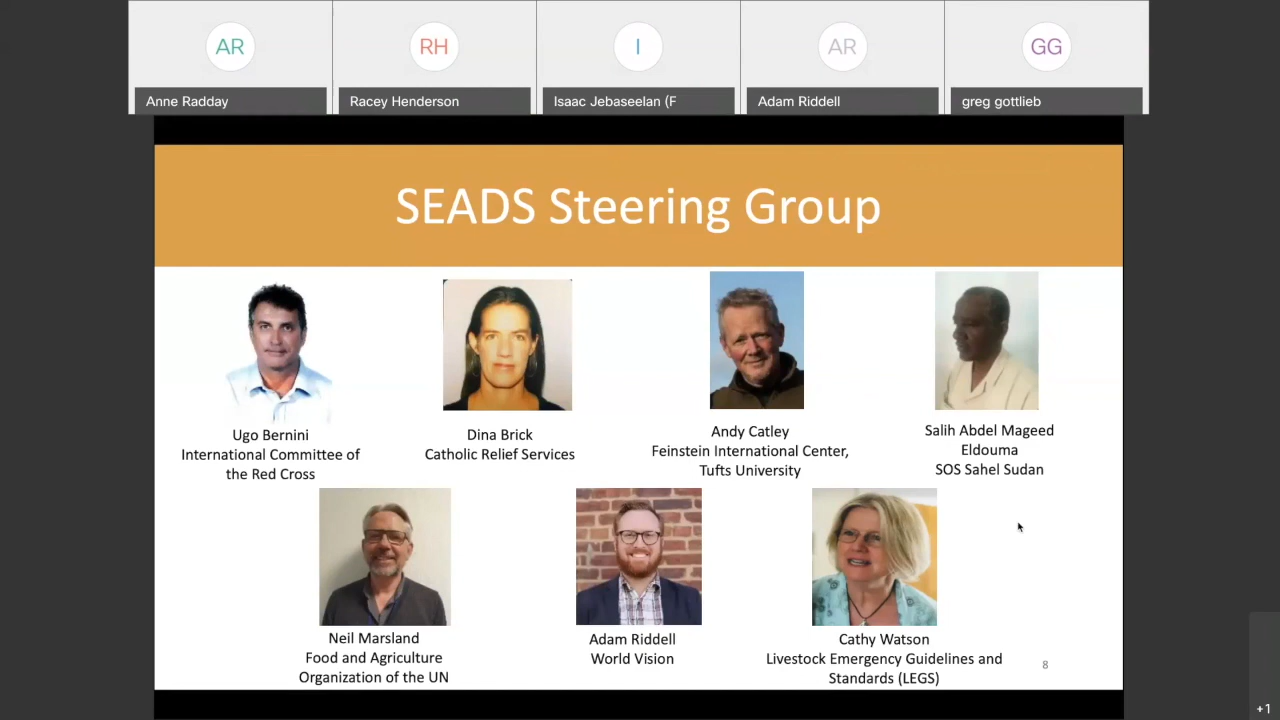 AR
RH
I
AR
GG
Anne Radday
Racey Henderson
Isaac Jebaseelan (F
Adam Riddell
greg gottlieb
SEADS Steering Group
Ugo Bernini
International Committee of
the Red Cross
Dina Brick
Catholic Relief Services
Andy Catley
Feinstein International Center,
Tufts University
Salih Abdel Mageed
Eldouma
SOS Sahel Sudan
Neil Marsland
Food and Agriculture
Organization of the UN
Adam Riddell
World Vision
Cathy Watson
Livestock Emergency Guidelines and
Standards (LEGS)
8
+1